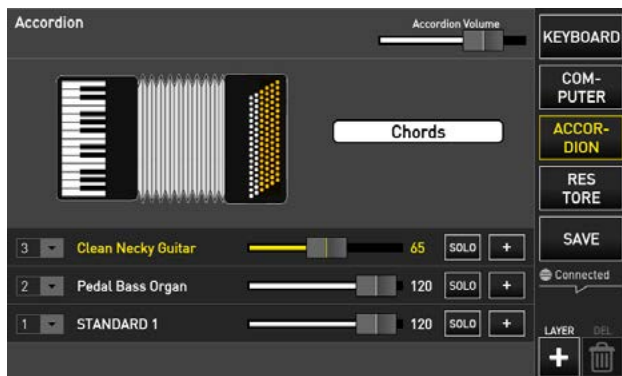 Accordion
Accordion Volume
KEYBOARD
COM-
PUTER
Chords
ACCOR-
DION
RES
TORE
3 Clean Necky Guitar 65 SOLO +
SAVE
2 Pedal Bass Organ 120 SOLO +
Connected
1 STANDARD 1 120 SOLO +
LAYER DEL
+